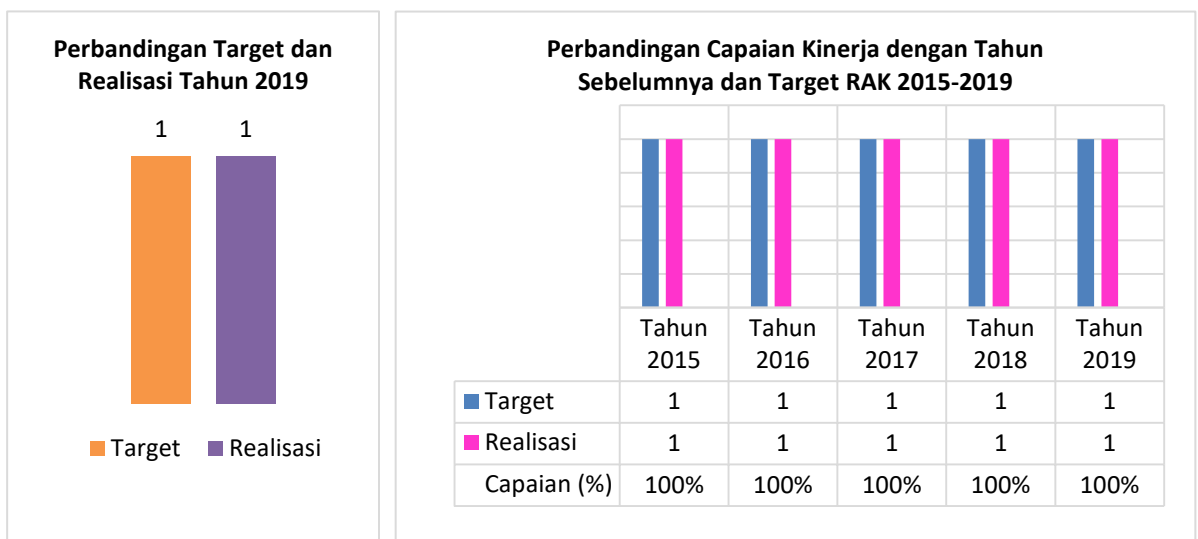 Perbandingan Target dan
Realisasi Tahun 2019
1 1
Target Realisasi
Perbandingan Capaian Kinerja dengan Tahun
Sebelumnya dan Target RAK 2015-2019
Tahun Tahun Tahun Tahun Tahun
2015 2016 2017 2018 2019
Target 1 1 1 1 1
Realisasi 1 1 1 1 1
Capaian (%) 100% 100% 100% 100% 100%